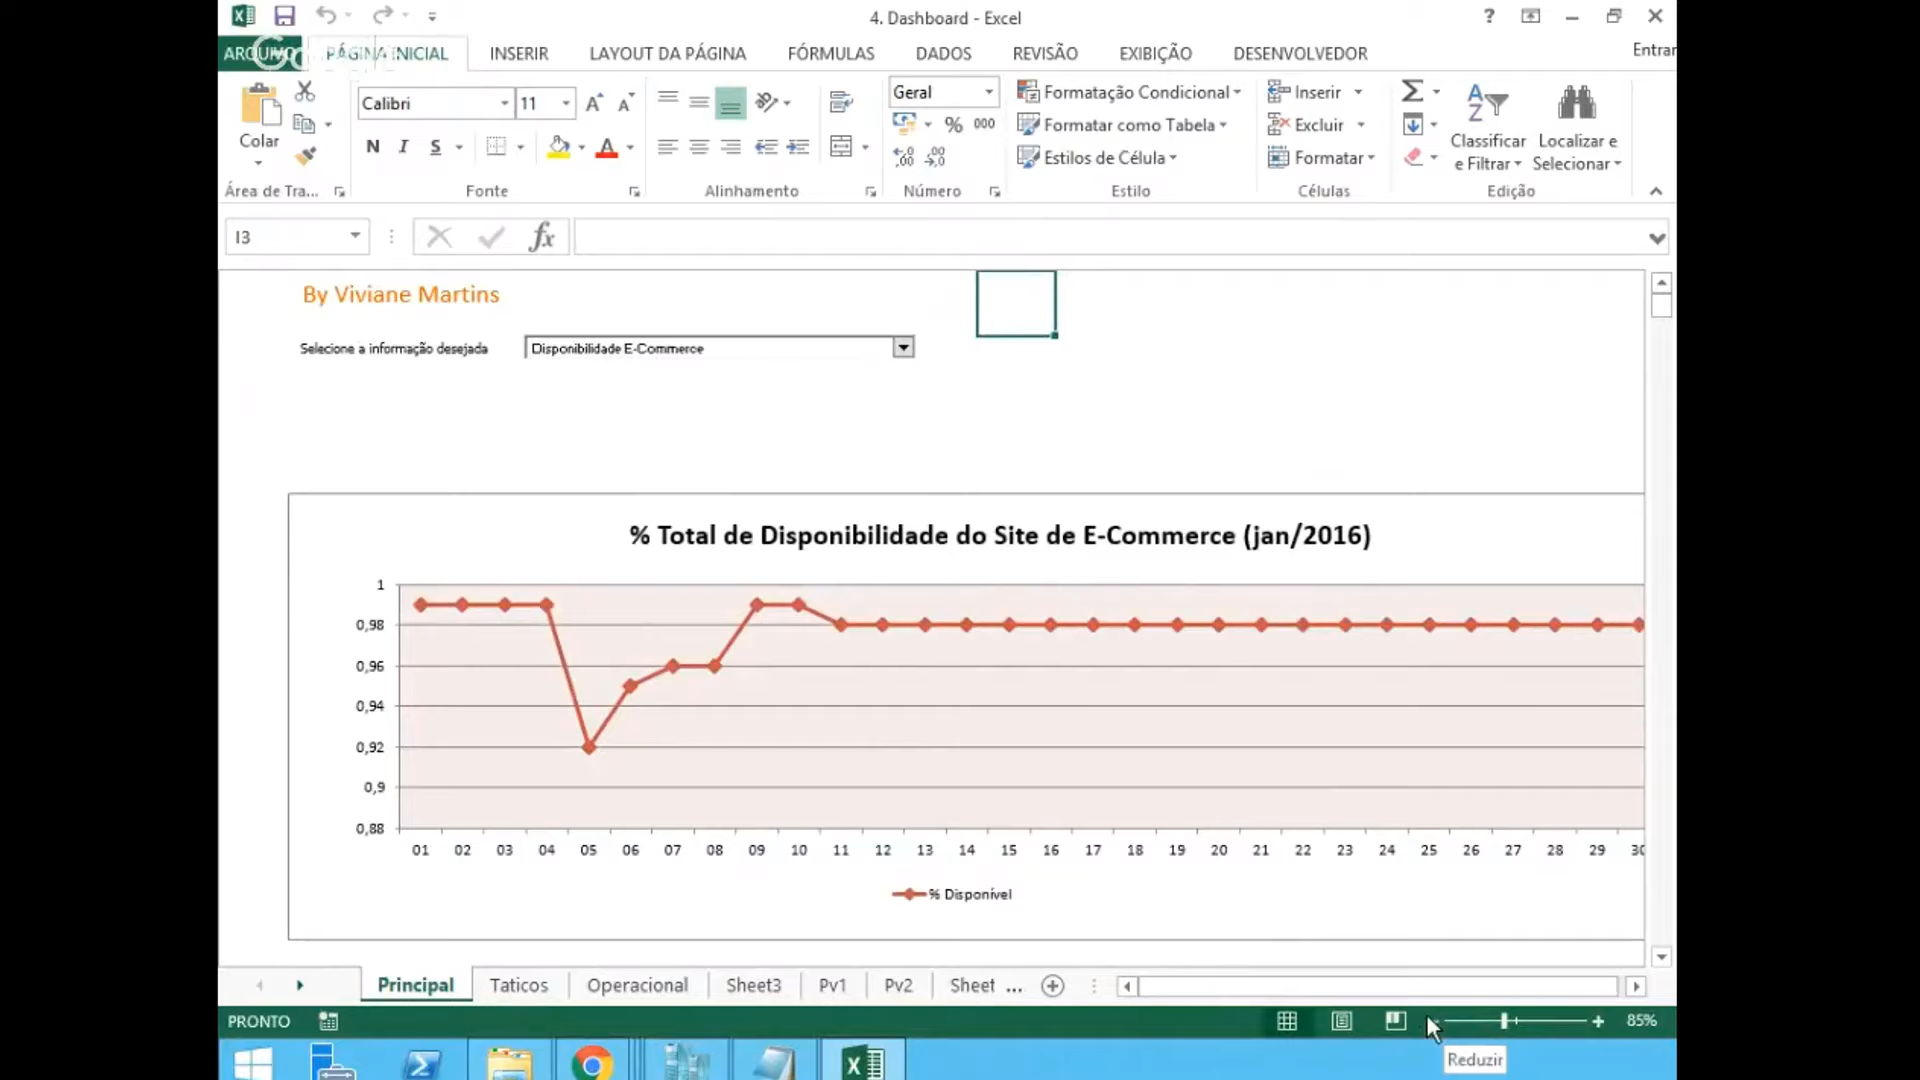 4. Dashboard - Excel
?
ARQUIVO PÁGINA INICIAL INSERIR LAYOUT DA PÁGINA FÓRMULAS DADOS REVISÃO EXIBIÇÃO DESENVOLVEDOR Entrar
Colar
Calibri 11
N I S
Geral
% 000
Formatação Condicional
Formatar como Tabela
Estilos de Célula
Inserir
Excluir
Formatar
Classificar
e Filtrar
Localizar e
Selecionar
Área de Tra... Fonte Alinhamento Número Estilo Células Edição
I3 fx
By Viviane Martins
Selecione a informação desejada Disponibilidade E-Commerce
% Total de Disponibilidade do Site de E-Commerce (jan/2016)
1
0,98
0,96
0,94
0,92
0,9
0,88
01 02 03 04 05 06 07 08 09 10 11 12 13 14 15 16 17 18 19 20 21 22 23 24 25 26 27 28 29 30
% Disponível
Principal Taticos Operacional Sheet3 Pv1 Pv2 Sheet ...
PRONTO 85%
Reduzir